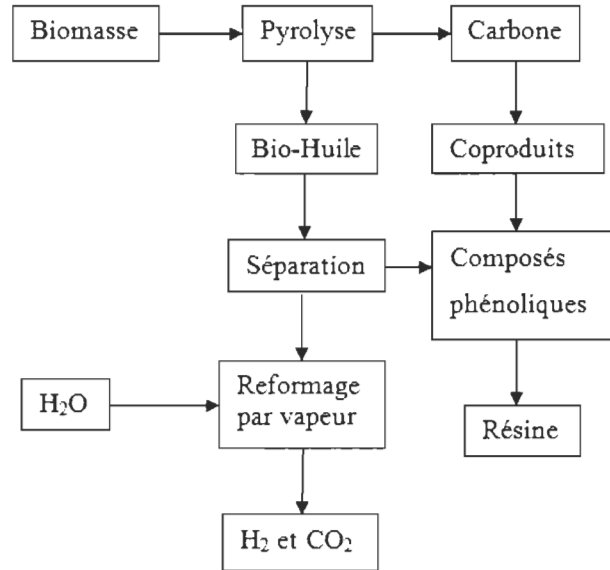 Biomasse
Pyrolyse
Carbone
Bio-Huile
Coproduits
Séparation
Composés
phénoliques
H₂O
Reformage
par vapeur
Résine
H₂ et CO₂